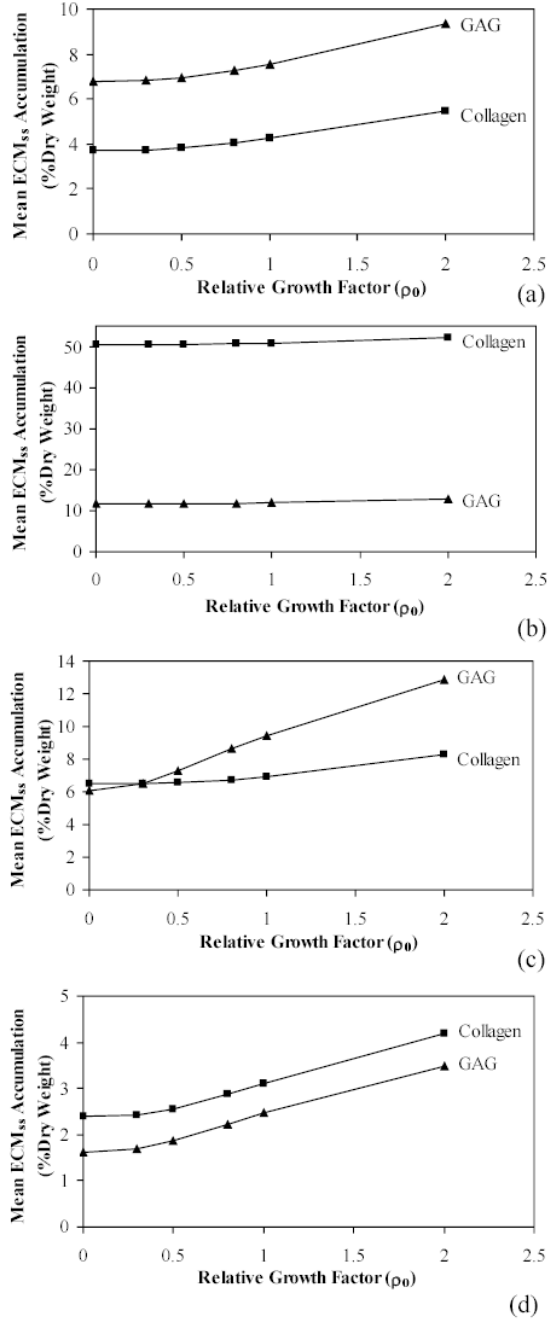 10
8
6
4
2
0
Mean ECMss Accumulation
(%Dry Weight)
GAG
Collagen
0 0.5 1 1.5 2 2.5
Relative Growth Factor (ρ0)
(a)
50
40
30
20
10
0
Mean ECMss Accumulation
(%Dry Weight)
Collagen
GAG
0 0.5 1 1.5 2 2.5
Relative Growth Factor (ρ0)
(b)
14
12
10
8
6
4
2
0
Mean ECMss Accumulation
(%Dry Weight)
GAG
Collagen
0 0.5 1 1.5 2 2.5
Relative Growth Factor (ρ0)
(c)
5
4
3
2
1
0
Mean ECMss Accumulation
(%Dry Weight)
Collagen
GAG
0 0.5 1 1.5 2 2.5
Relative Growth Factor (ρ0)
(d)